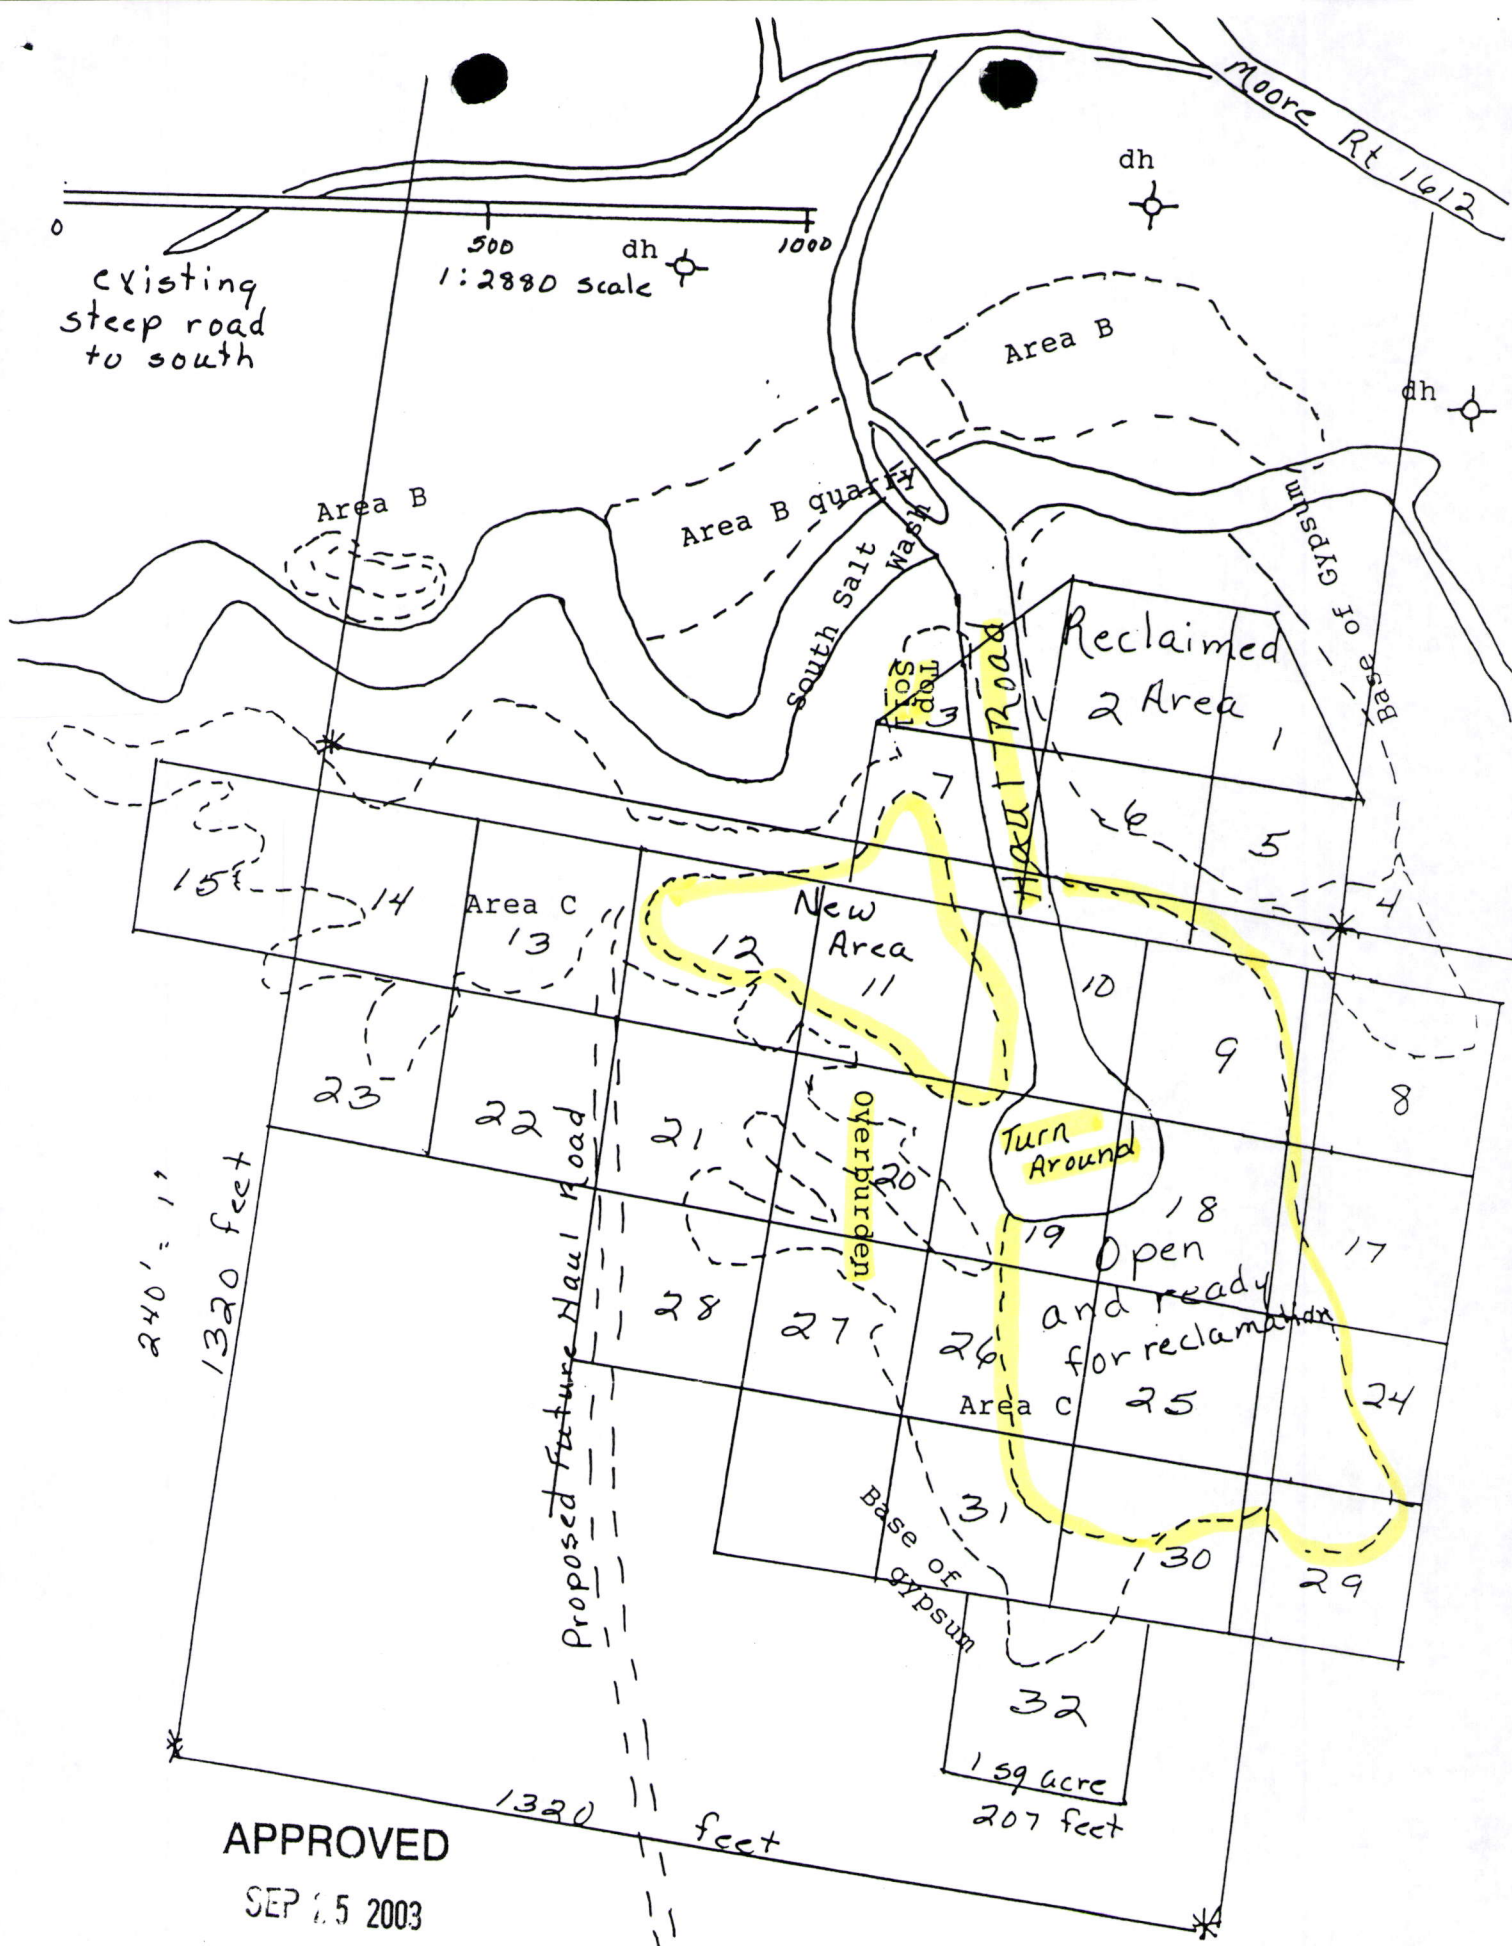 Moore Rt 1612
dh
0
500
1000
dh
1:2880 scale
existing
steep road
to south
Area B
dh
Area B
Area B quarry
South Salt
Wash
Base of Gypsum
Top
Soil
Haul Road
Reclaimed
2 Area
1
3
7
6
5
4
15
14
Area C
13
12
New
Area
11
10
9
8
23
22
21
Overburden
20
Turn
Around
19
18
17
Open
and ready
for reclamation
28
27
26
Area C
25
24
Proposed Future Haul Road
240' = 1"
1320 feet
Base of
gypsum
31
30
29
32
1 sq acre
207 feet
1320 feet
APPROVED
SEP 25 2003